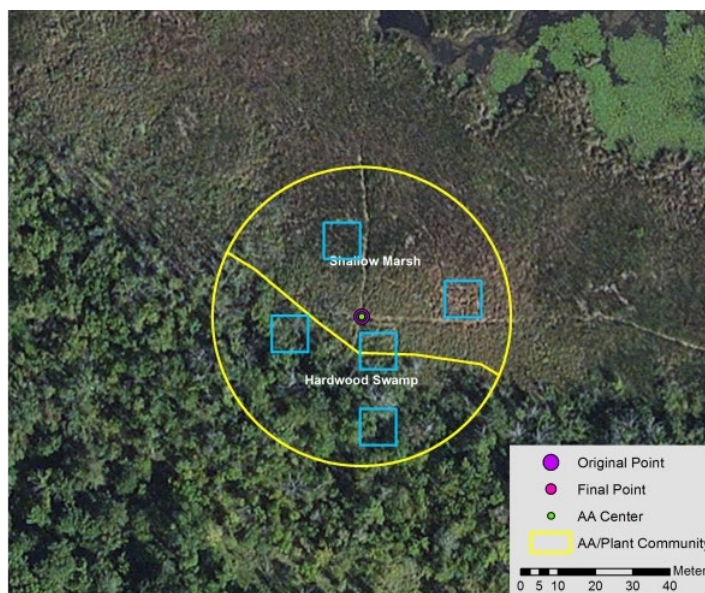 Shallow Marsh
Hardwood Swamp
Original Point
Final Point
AA Center
AA/Plant Community
Meter
0 5 10 20 30 40